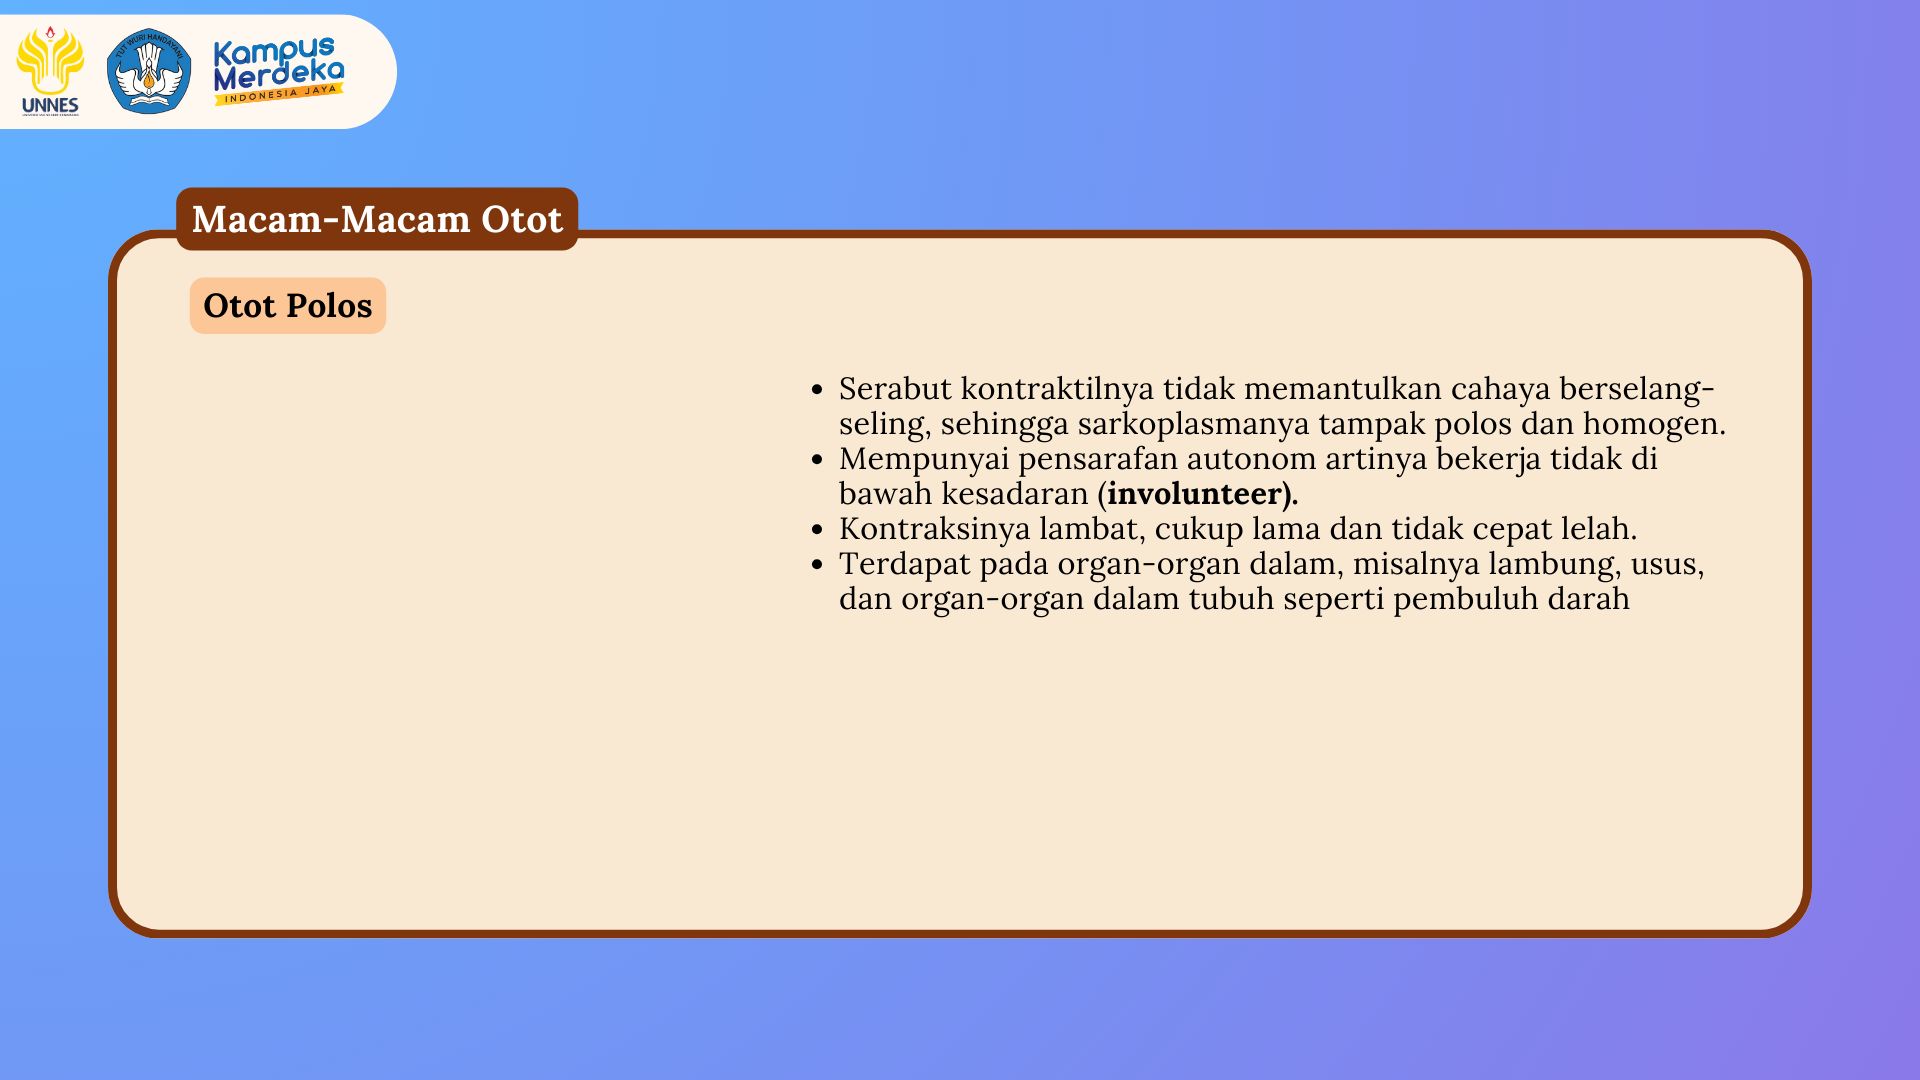 UNNES
TUT WURI HANDAYANI
Kampus
Merdeka
INDONESIA JAYA
Macam-Macam Otot
Otot Polos
• Serabut kontraktilnya tidak memantulkan cahaya berselang-
seling, sehingga sarkoplasmanya tampak polos dan homogen.
• Mempunyai pensarafan autonom artinya bekerja tidak di
bawah kesadaran (involunteer).
• Kontraksinya lambat, cukup lama dan tidak cepat lelah.
• Terdapat pada organ-organ dalam, misalnya lambung, usus,
dan organ-organ dalam tubuh seperti pembuluh darah